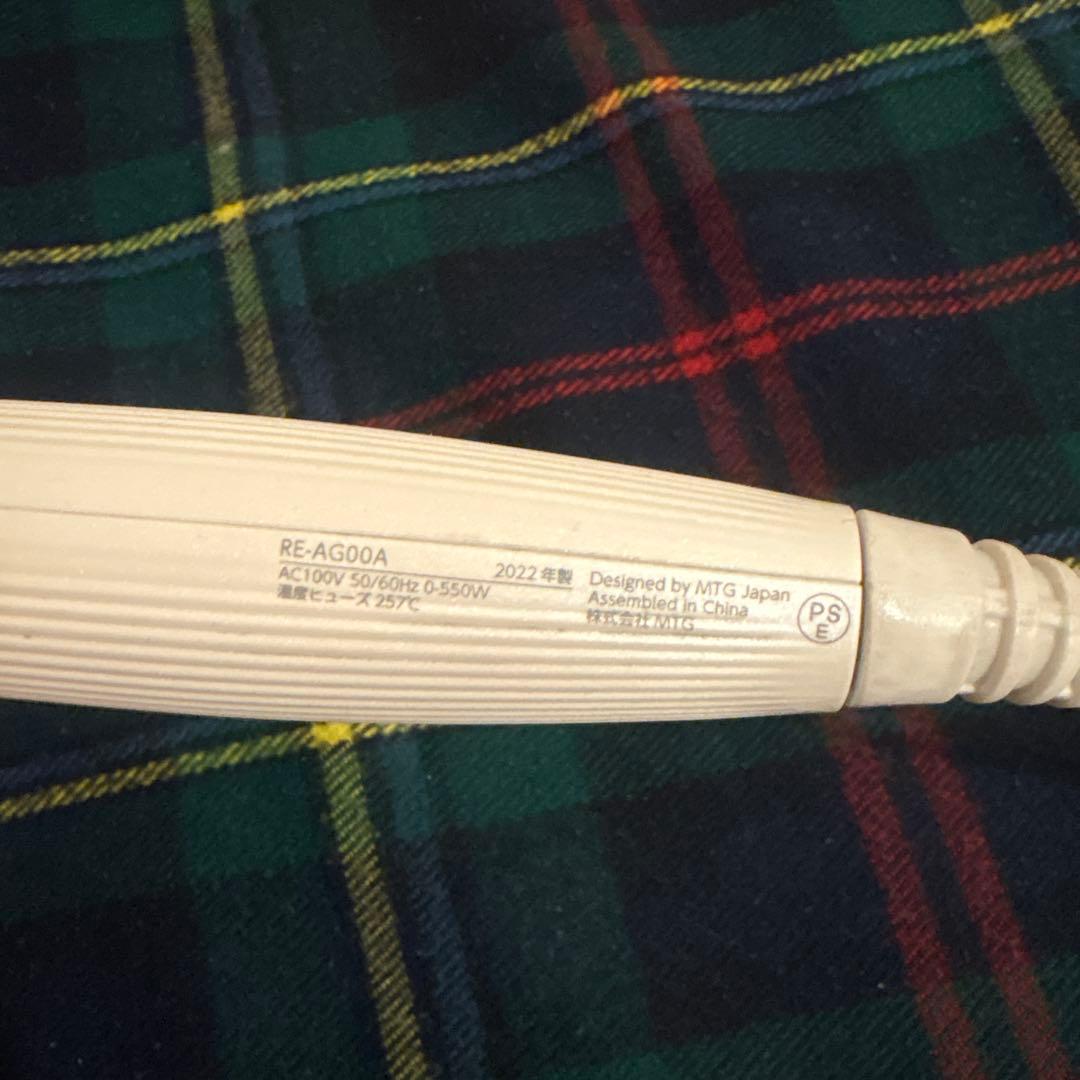 RE-AG00A
2022年製
AC100V 50/60Hz 0-550W
温度ヒューズ 257℃
Designed by MTG Japan
Assembled in China
株式会社 MTG
PS
E